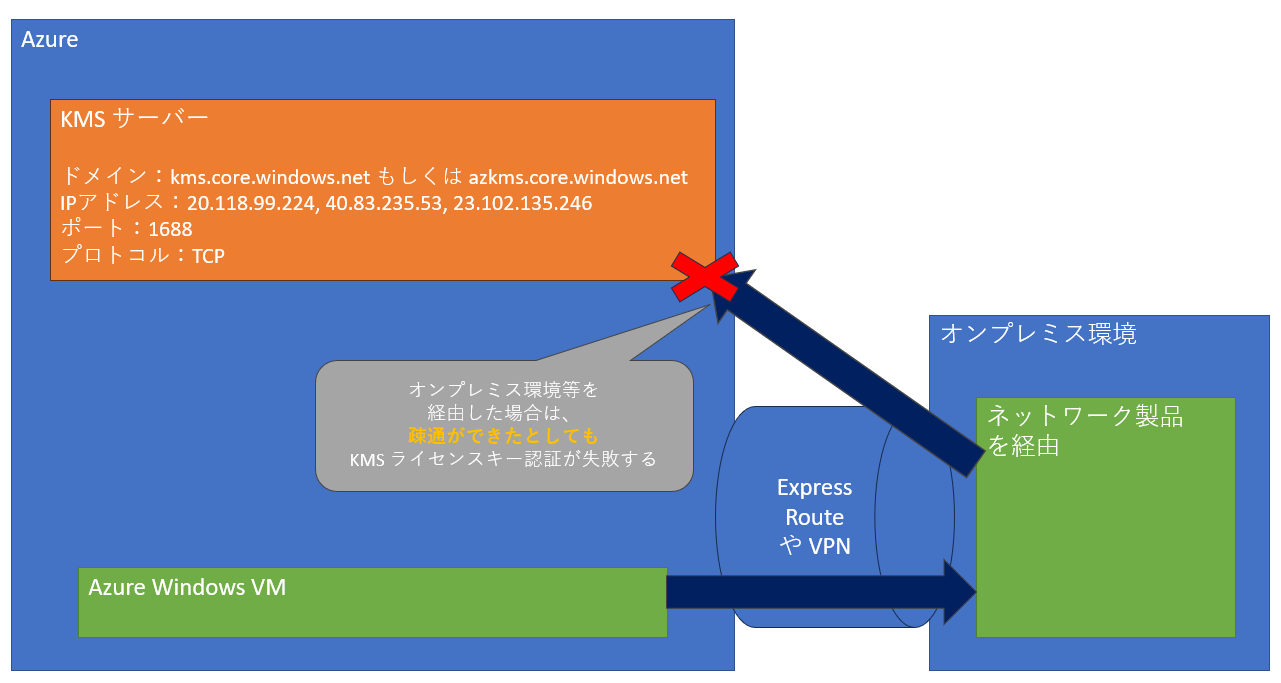 Azure
KMS サーバー
ドメイン：kms.core.windows.net もしくは azkms.core.windows.net
IPアドレス：20.118.99.224, 40.83.235.53, 23.102.135.246
ポート：1688
プロトコル：TCP
オンプレミス環境
ネットワーク製品
を経由
オンプレミス環境等を
経由した場合は、
疎通ができたとしても
KMS ライセンスキー認証が失敗する
Express
Route
や VPN
Azure Windows VM